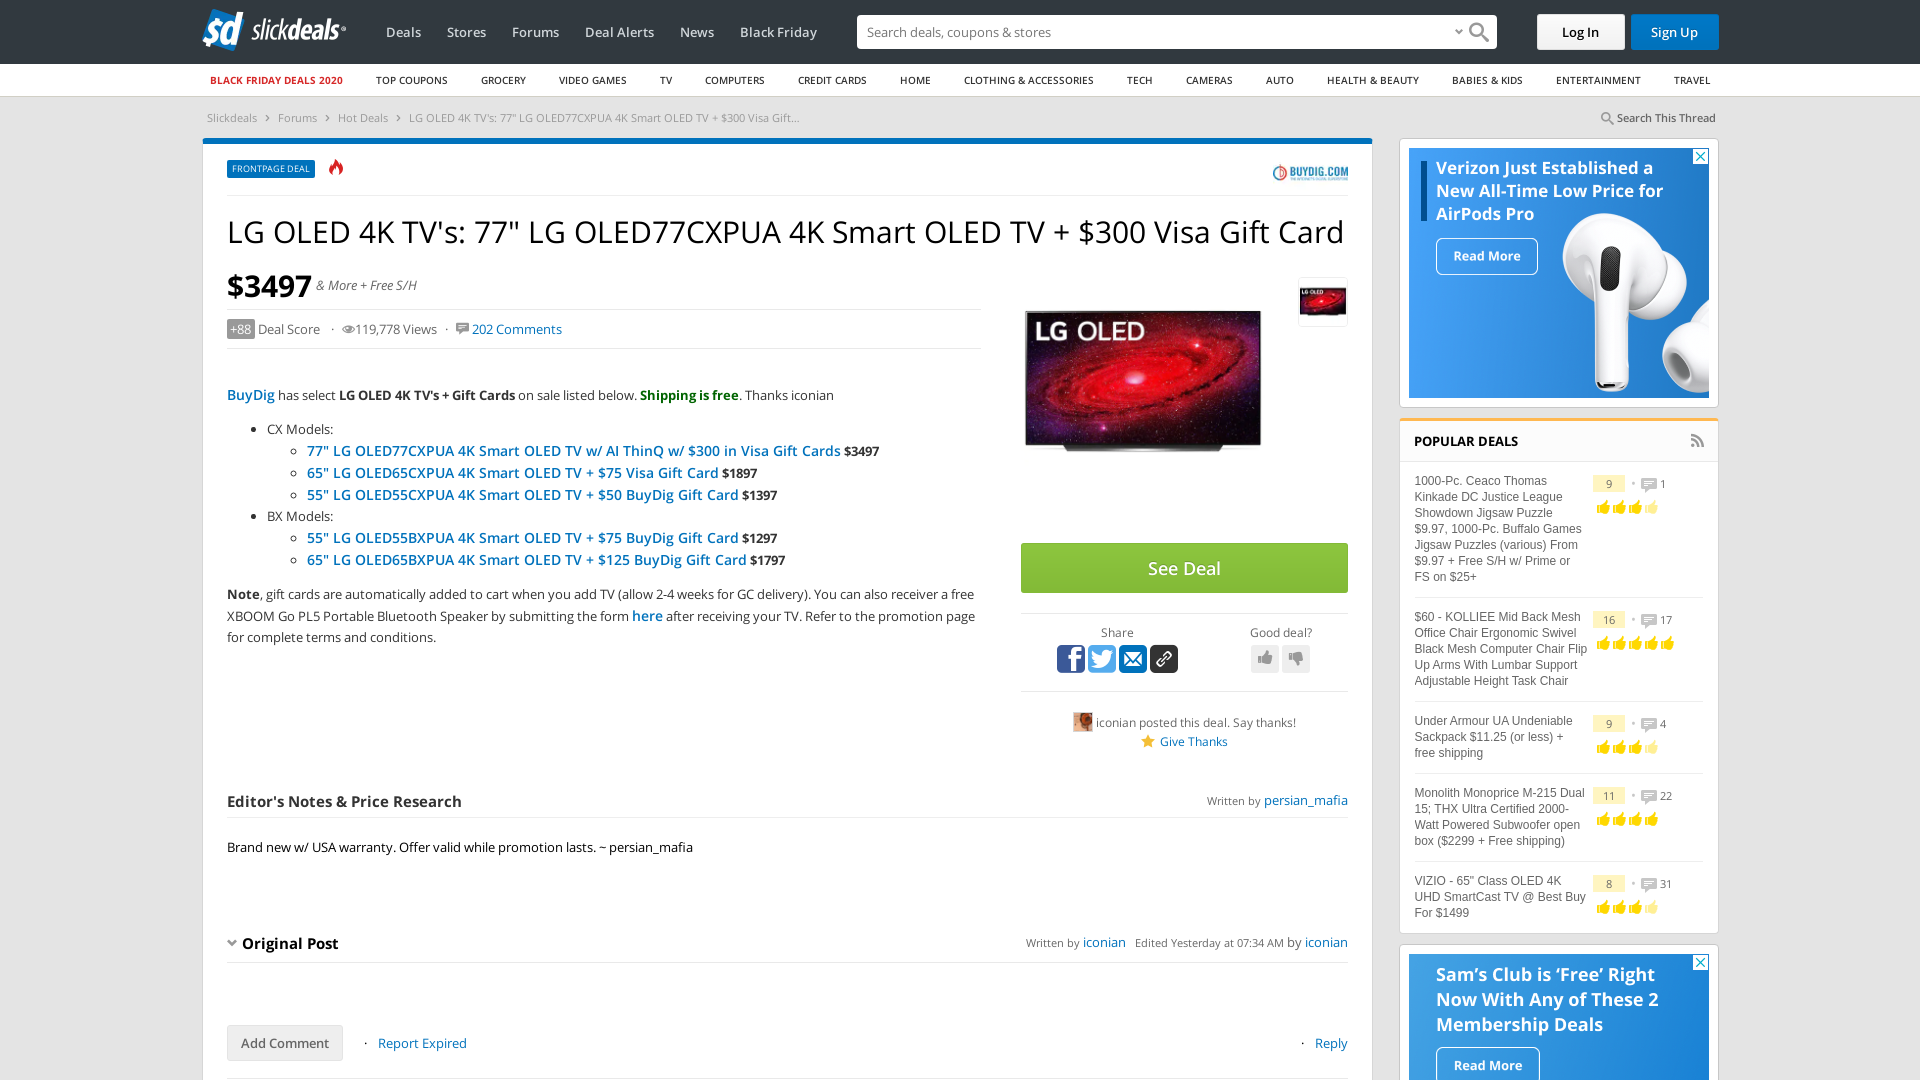 sd slickdeals
Deals
Stores
Forums
Deal Alerts
News
Black Friday
Search deals, coupons & stores
Log In
Sign Up
BLACK FRIDAY DEALS 2020
TOP COUPONS
GROCERY
VIDEO GAMES
TV
COMPUTERS
CREDIT CARDS
HOME
CLOTHING & ACCESSORIES
TECH
CAMERAS
AUTO
HEALTH & BEAUTY
BABIES & KIDS
ENTERTAINMENT
TRAVEL
Slickdeals › Forums › Hot Deals › LG OLED 4K TV's: 77" LG OLED77CXPUA 4K Smart OLED TV + $300 Visa Gift...
Search This Thread
FRONTPAGE DEAL
BUYDIG.COM
LG OLED 4K TV's: 77" LG OLED77CXPUA 4K Smart OLED TV + $300 Visa Gift Card
$3497 & More + Free S/H
+88 Deal Score · 119,778 Views · 202 Comments
LG OLED
LG OLED
BuyDig has select LG OLED 4K TV's + Gift Cards on sale listed below. Shipping is free. Thanks iconian
CX Models:
77" LG OLED77CXPUA 4K Smart OLED TV w/ AI ThinQ w/ $300 in Visa Gift Cards $3497
65" LG OLED65CXPUA 4K Smart OLED TV + $75 Visa Gift Card $1897
55" LG OLED55CXPUA 4K Smart OLED TV + $50 BuyDig Gift Card $1397
BX Models:
55" LG OLED55BXPUA 4K Smart OLED TV + $75 BuyDig Gift Card $1297
65" LG OLED65BXPUA 4K Smart OLED TV + $125 BuyDig Gift Card $1797
Note, gift cards are automatically added to cart when you add TV (allow 2-4 weeks for GC delivery). You can also receiver a free
XBOOM Go PL5 Portable Bluetooth Speaker by submitting the form here after receiving your TV. Refer to the promotion page
for complete terms and conditions.
See Deal
Share
Good deal?
iconian posted this deal. Say thanks!
Give Thanks
Editor's Notes & Price Research
Written by persian_mafia
Brand new w/ USA warranty. Offer valid while promotion lasts. ~ persian_mafia
Original Post
Written by iconian Edited Yesterday at 07:34 AM by iconian
Add Comment
· Report Expired
· Reply
Verizon Just Established a
New All-Time Low Price for
AirPods Pro
Read More
POPULAR DEALS
1000-Pc. Ceaco Thomas
Kinkade DC Justice League
Showdown Jigsaw Puzzle
$9.97, 1000-Pc. Buffalo Games
Jigsaw Puzzles (various) From
$9.97 + Free S/H w/ Prime or
FS on $25+
9 • 1
$60 - KOLLIEE Mid Back Mesh
Office Chair Ergonomic Swivel
Black Mesh Computer Chair Flip
Up Arms With Lumbar Support
Adjustable Height Task Chair
16 • 17
Under Armour UA Undeniable
Sackpack $11.25 (or less) +
free shipping
9 • 4
Monolith Monoprice M-215 Dual
15; THX Ultra Certified 2000-
Watt Powered Subwoofer open
box ($2299 + Free shipping)
11 • 22
VIZIO - 65" Class OLED 4K
UHD SmartCast TV @ Best Buy
For $1499
8 • 31
Sam's Club is ‘Free’ Right
Now With Any of These 2
Membership Deals
Read More